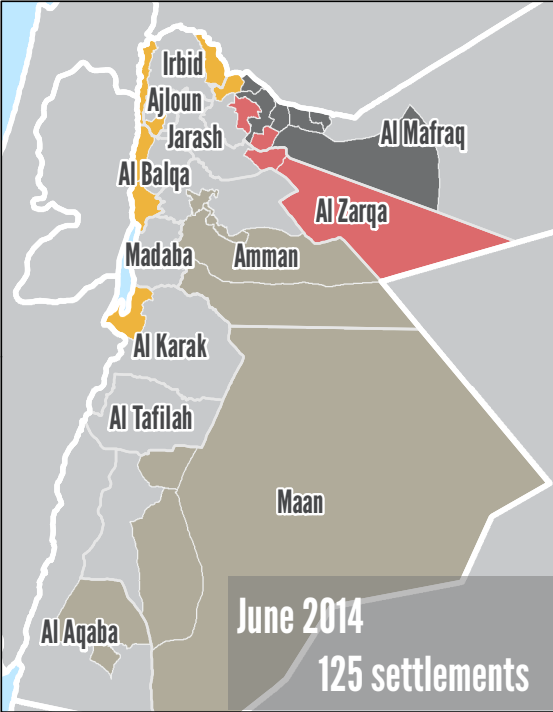 Irbid
Ajloun
Jarash
Al Mafraq
Al Balqa
Al Zarqa
Madaba
Amman
Al Karak
Al Tafilah
Maan
Al Aqaba
June 2014
125 settlements